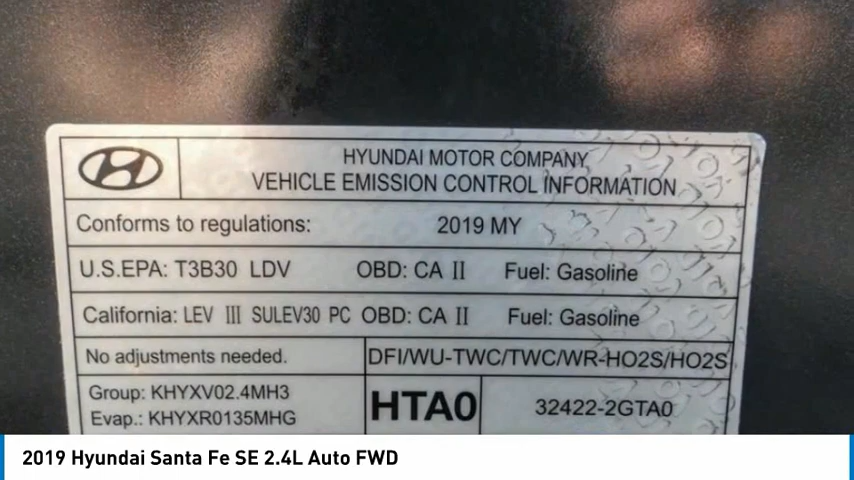 HYUNDAI MOTOR COMPANY
VEHICLE EMISSION CONTROL INFORMATION
Conforms to regulations: 2019 MY
U.S.EPA: T3B30 LDV OBD: CA II Fuel: Gasoline
California: LEV III SULEV30 PC OBD: CA II Fuel: Gasoline
No adjustments needed. DFI/WU-TWC/TWC/WR-HO2S/HO2S
Group: KHYXV02.4MH3
Evap.: KHYXR0135MHG
HTA0 32422-2GTA0
2019 Hyundai Santa Fe SE 2.4L Auto FWD